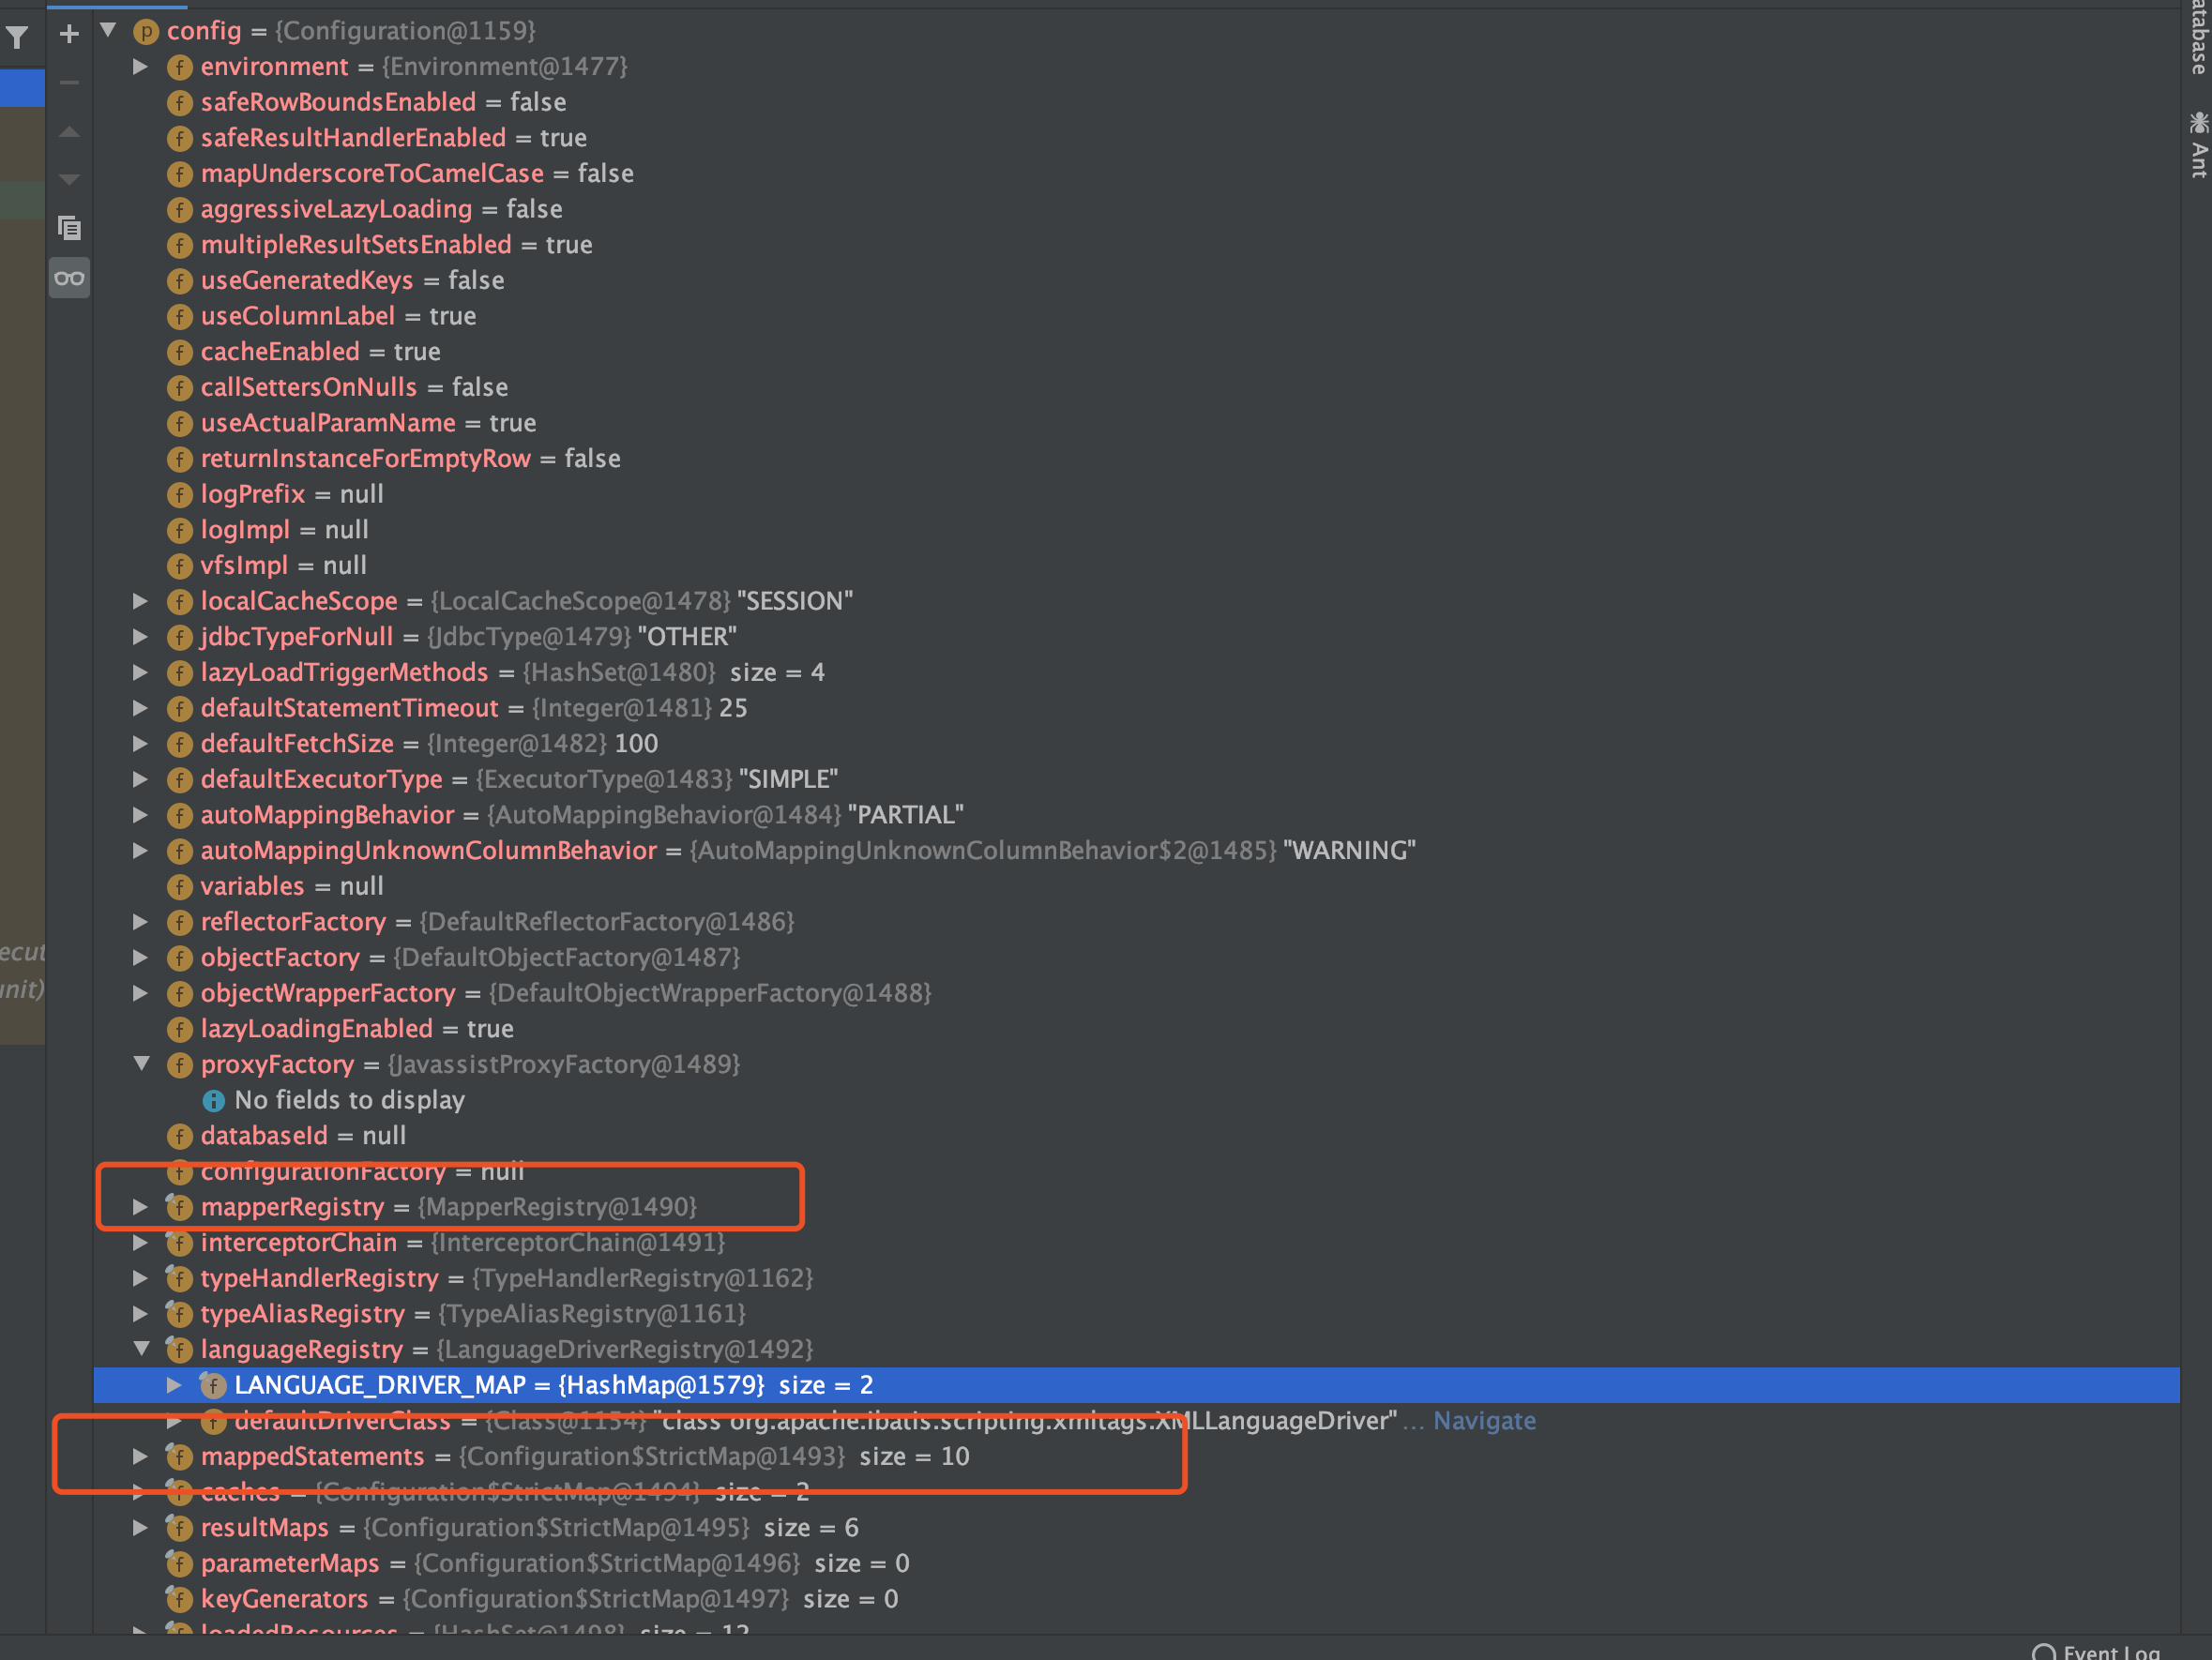 config = {Configuration@1159}
environment = {Environment@1477}
safeRowBoundsEnabled = false
safeResultHandlerEnabled = true
mapUnderscoreToCamelCase = false
aggressiveLazyLoading = false
multipleResultSetsEnabled = true
useGeneratedKeys = false
useColumnLabel = true
cacheEnabled = true
callSettersOnNulls = false
useActualParamName = true
returnInstanceForEmptyRow = false
logPrefix = null
logImpl = null
vfsImpl = null
localCacheScope = {LocalCacheScope@1478} "SESSION"
jdbcTypeForNull = {JdbcType@1479} "OTHER"
lazyLoadTriggerMethods = {HashSet@1480} size = 4
defaultStatementTimeout = {Integer@1481} 25
defaultFetchSize = {Integer@1482} 100
defaultExecutorType = {ExecutorType@1483} "SIMPLE"
autoMappingBehavior = {AutoMappingBehavior@1484} "PARTIAL"
autoMappingUnknownColumnBehavior = {AutoMappingUnknownColumnBehavior$2@1485} "WARNING"
variables = null
reflectorFactory = {DefaultReflectorFactory@1486}
objectFactory = {DefaultObjectFactory@1487}
objectWrapperFactory = {DefaultObjectWrapperFactory@1488}
lazyLoadingEnabled = true
proxyFactory = {JavassistProxyFactory@1489}
No fields to display
databaseId = null
configurationFactory = null
mapperRegistry = {MapperRegistry@1490}
interceptorChain = {InterceptorChain@1491}
typeHandlerRegistry = {TypeHandlerRegistry@1162}
typeAliasRegistry = {TypeAliasRegistry@1161}
languageRegistry = {LanguageDriverRegistry@1492}
LANGUAGE_DRIVER_MAP = {HashMap@1579} size = 2
defaultDriverClass = {Class@1154} "class org.apache.ibatis.scripting.xmltags.XMLLanguageDriver" ... Navigate
mappedStatements = {Configuration$StrictMap@1493} size = 10
caches = {Configuration$StrictMap@1494} size = 2
resultMaps = {Configuration$StrictMap@1495} size = 6
parameterMaps = {Configuration$StrictMap@1496} size = 0
keyGenerators = {Configuration$StrictMap@1497} size = 0
loadedResources = {HashSet@1498} size = 12
ecut
unit)
atabase
Ant
Event Log